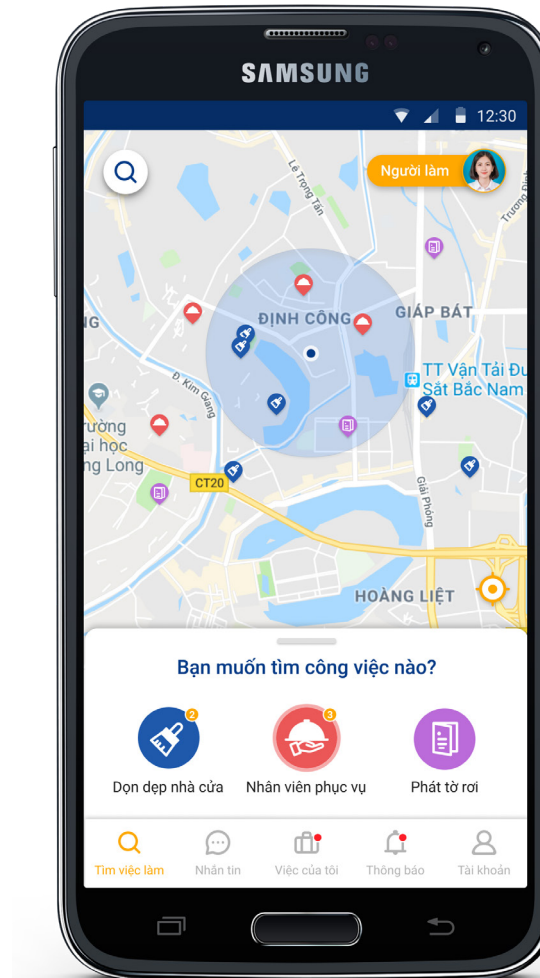 SAMSUNG
12:30
Người làm
Lê Trọng Tấn
Trương Định
ĐỊNH CÔNG
GIÁP BÁT
Đ. Kim Giang
TT Vận Tải Đư
Sắt Bắc Nam
ường
ại học
ng Long
CT20
Giải Phóng
HOÀNG LIỆT
Bạn muốn tìm công việc nào?
2
3
Dọn dẹp nhà cửa
Nhân viên phục vụ
Phát tờ rơi
Tìm việc làm
Nhắn tin
Việc của tôi
Thông báo
Tài khoản